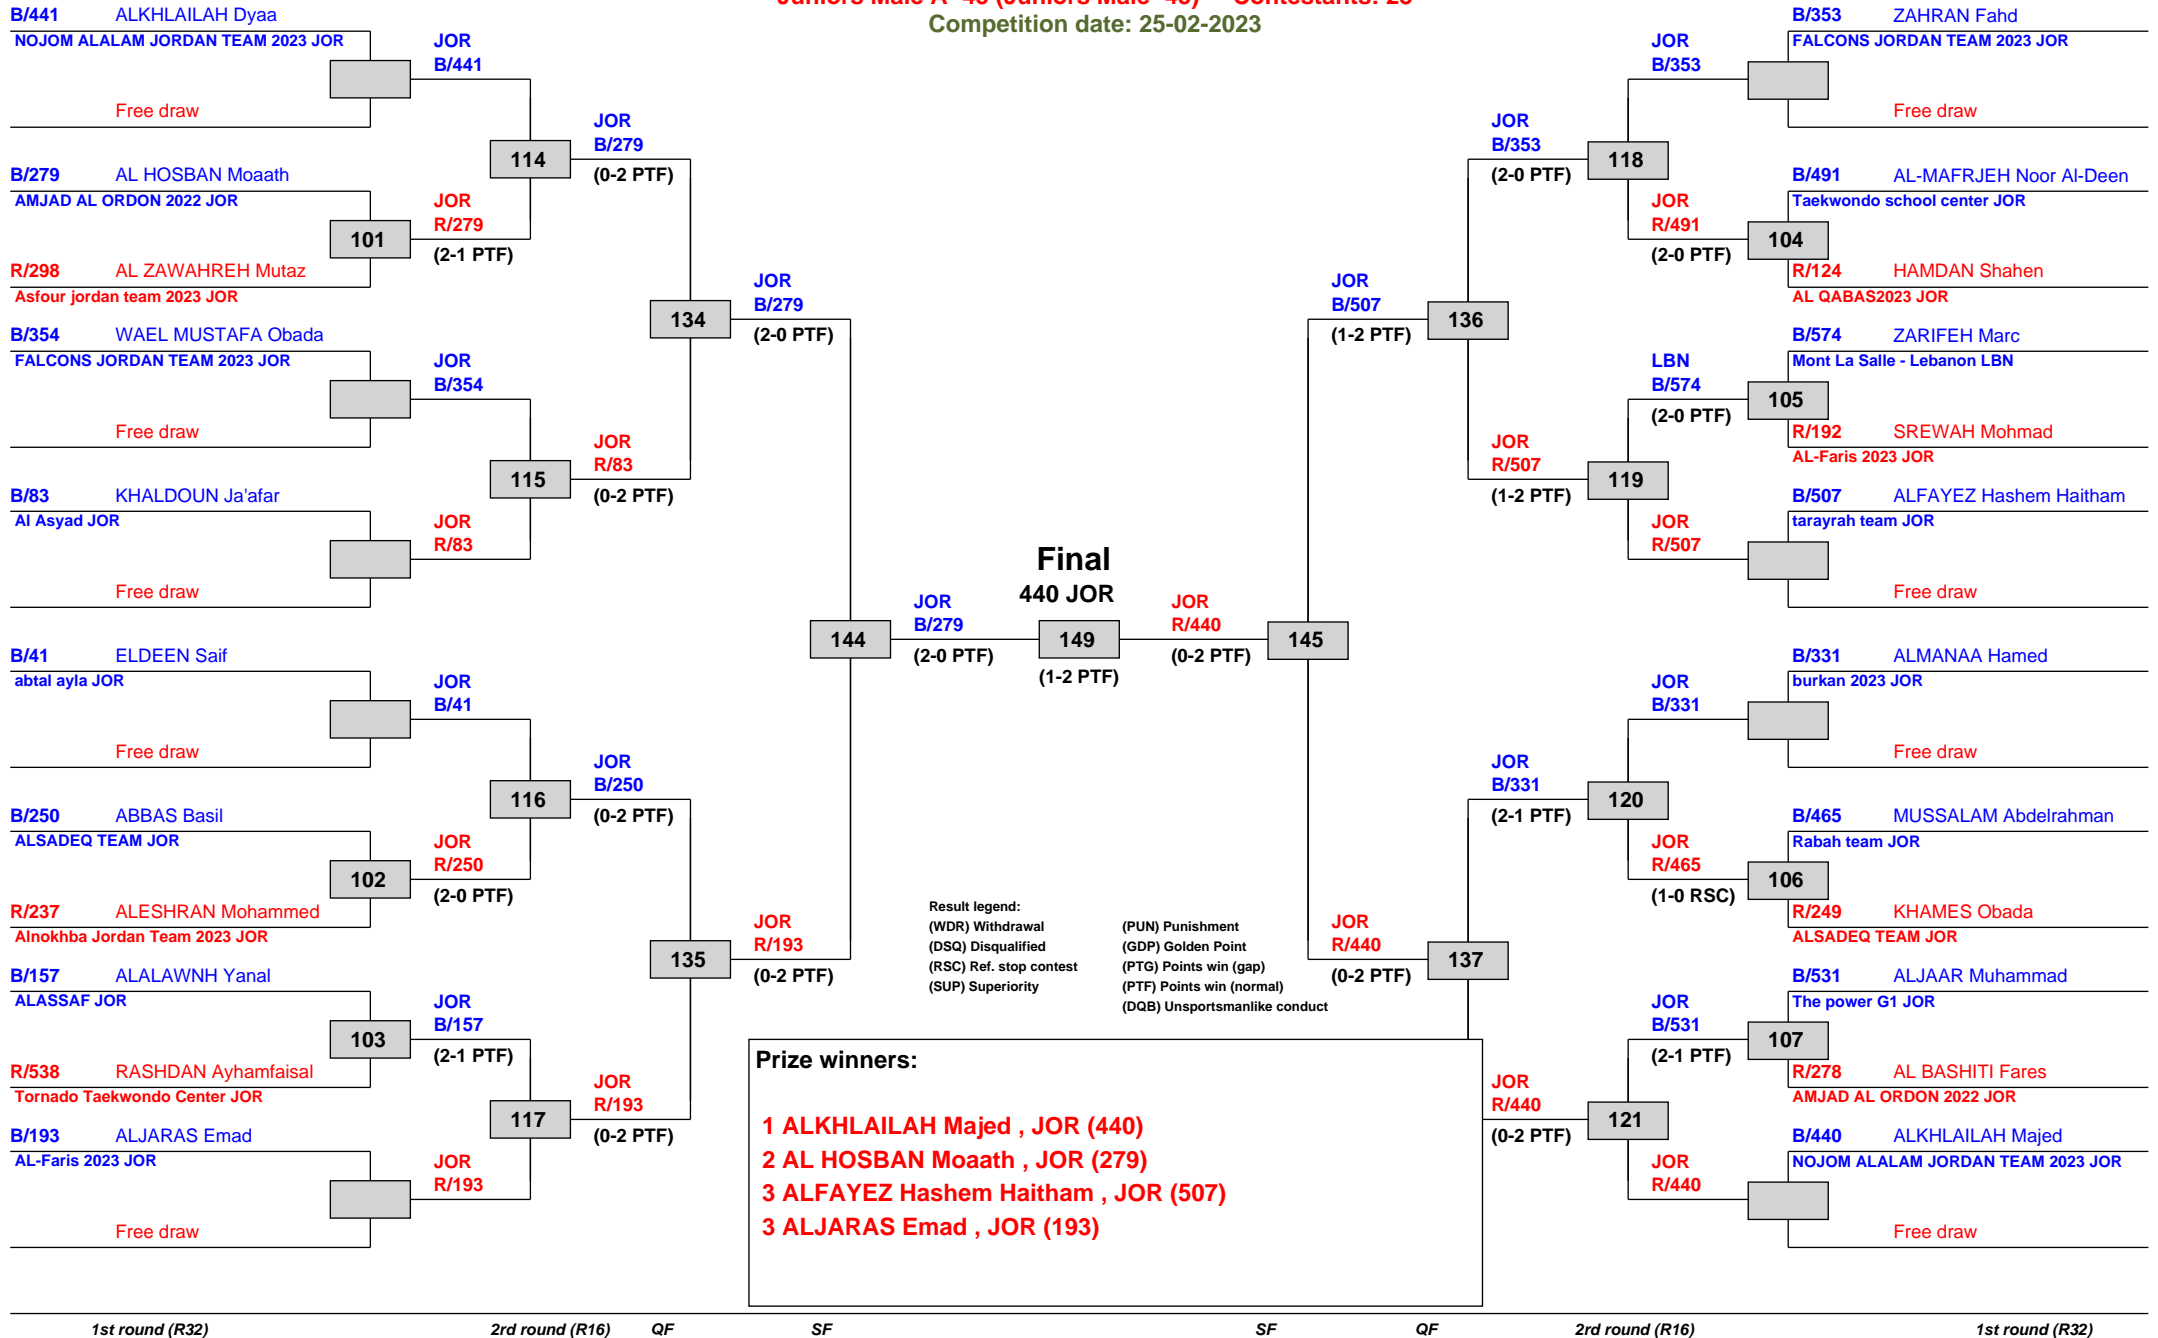 Competition date: 25-02-2023
B/441 ALKHLAILAH Dyaa
NOJOM ALALAM JORDAN TEAM 2023 JOR
Free draw
JOR
B/441
B/279 AL HOSBAN Moaath
AMJAD AL ORDON 2022 JOR
101
R/298 AL ZAWAHREH Mutaz
Asfour jordan team 2023 JOR
JOR
R/279
(2-1 PTF)
114
JOR
B/279
(0-2 PTF)
B/354 WAEL MUSTAFA Obada
FALCONS JORDAN TEAM 2023 JOR
Free draw
JOR
B/354
B/83 KHALDOUN Ja'afar
Al Asyad JOR
Free draw
JOR
R/83
115
JOR
R/83
(0-2 PTF)
134
JOR
B/279
(2-0 PTF)
B/41 ELDEEN Saif
abtal ayla JOR
Free draw
JOR
B/41
B/250 ABBAS Basil
ALSADEQ TEAM JOR
102
R/237 ALESHRAN Mohammed
Alnokhba Jordan Team 2023 JOR
JOR
R/250
(2-0 PTF)
116
JOR
B/250
(0-2 PTF)
B/157 ALALAWNH Yanal
ALASSAF JOR
103
R/538 RASHDAN Ayhamfaisal
Tornado Taekwondo Center JOR
JOR
B/157
(2-1 PTF)
B/193 ALJARAS Emad
AL-Faris 2023 JOR
Free draw
JOR
R/193
117
JOR
R/193
(0-2 PTF)
135
JOR
R/193
(0-2 PTF)
144
JOR
B/279
(2-0 PTF)
Final
440 JOR
149
(1-2 PTF)
JOR
R/440
(0-2 PTF)
145
JOR
B/507
(1-2 PTF)
136
JOR
B/353
(2-0 PTF)
118
JOR
B/353
B/353 ZAHRAN Fahd
FALCONS JORDAN TEAM 2023 JOR
Free draw
JOR
R/491
(2-0 PTF)
104
B/491 AL-MAFRJEH Noor Al-Deen
Taekwondo school center JOR
R/124 HAMDAN Shahen
AL QABAS2023 JOR
JOR
R/507
(1-2 PTF)
119
LBN
B/574
(2-0 PTF)
105
B/574 ZARIFEH Marc
Mont La Salle - Lebanon LBN
R/192 SREWAH Mohmad
AL-Faris 2023 JOR
JOR
R/507
B/507 ALFAYEZ Hashem Haitham
tarayrah team JOR
Free draw
JOR
R/440
(0-2 PTF)
137
JOR
B/331
(2-1 PTF)
120
JOR
B/331
B/331 ALMANAA Hamed
burkan 2023 JOR
Free draw
JOR
R/465
(1-0 RSC)
106
B/465 MUSSALAM Abdelrahman
Rabah team JOR
R/249 KHAMES Obada
ALSADEQ TEAM JOR
JOR
R/440
(0-2 PTF)
121
JOR
B/531
(2-1 PTF)
107
B/531 ALJAAR Muhammad
The power G1 JOR
R/278 AL BASHITI Fares
AMJAD AL ORDON 2022 JOR
JOR
R/440
B/440 ALKHLAILAH Majed
NOJOM ALALAM JORDAN TEAM 2023 JOR
Free draw
Result legend:
(WDR) Withdrawal (PUN) Punishment
(DSQ) Disqualified (GDP) Golden Point
(RSC) Ref. stop contest (PTG) Points win (gap)
(SUP) Superiority (PTF) Points win (normal)
(DQB) Unsportsmanlike conduct
Prize winners:
1 ALKHLAILAH Majed , JOR (440)
2 AL HOSBAN Moaath , JOR (279)
3 ALFAYEZ Hashem Haitham , JOR (507)
3 ALJARAS Emad , JOR (193)
1st round (R32) 2rd round (R16) QF SF SF QF 2rd round (R16) 1st round (R32)